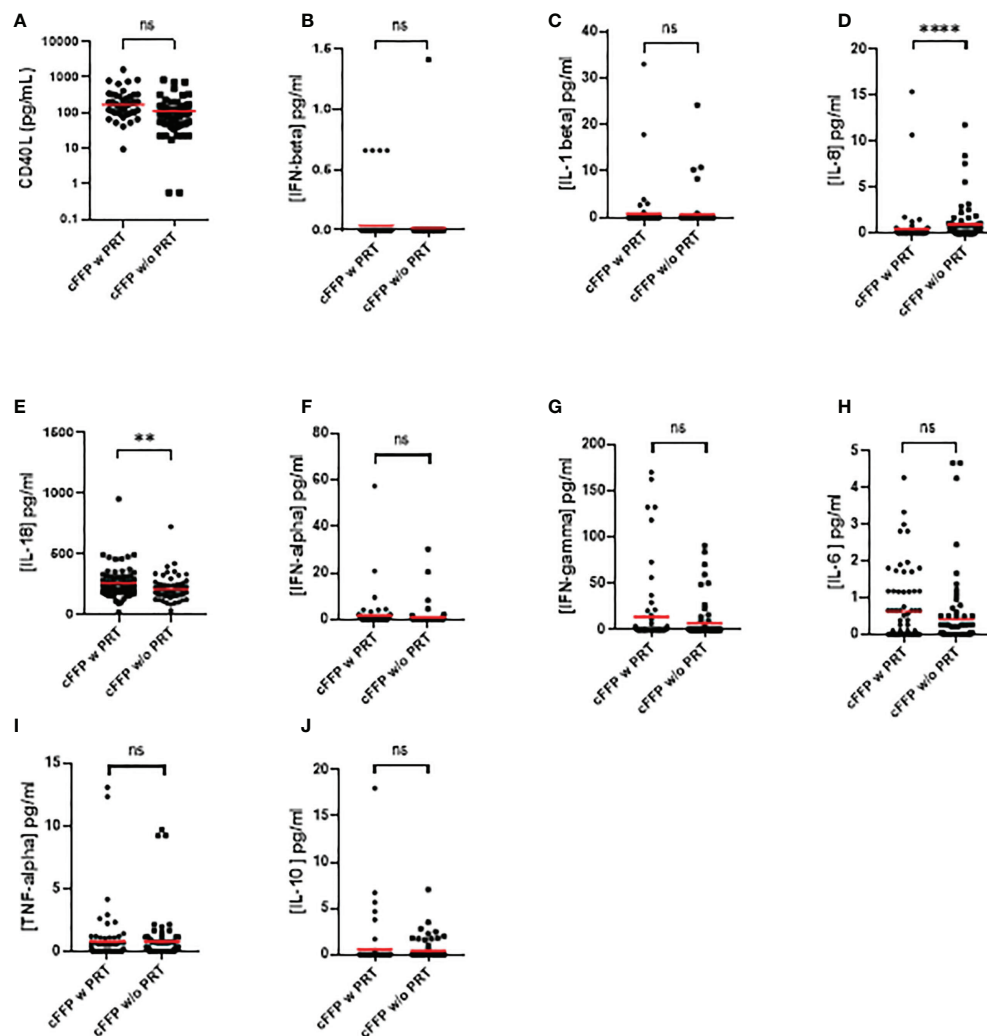 A
ns
CD40L (pg/mL)
10000
1000
100
10
1
0.1
cFFP w PRT
cFFP w/o PRT
B
ns
[IFN-beta] pg/ml
1.6
1.0
0.6
0.0
cFFP w PRT
cFFP w/o PRT
C
ns
[IL-1 beta] pg/ml
40
30
20
10
0
cFFP w PRT
cFFP w/o PRT
D
****
[IL-8] pg/ml
20
15
10
5
0
cFFP w PRT
cFFP w/o PRT
E
**
[IL-18] pg/ml
1500
1000
500
0
cFFP w PRT
cFFP w/o PRT
F
ns
[IFN-alpha] pg/ml
80
60
40
20
0
cFFP w PRT
cFFP w/o PRT
G
ns
[IFN-gamma] pg/ml
200
150
100
50
0
cFFP w PRT
cFFP w/o PRT
H
ns
[IL-6 ] pg/ml
5
4
3
2
1
0
cFFP w PRT
cFFP w/o PRT
I
ns
[TNF-alpha] pg/ml
15
10
5
0
cFFP w PRT
cFFP w/o PRT
J
ns
[IL-10 ] pg/ml
20
15
10
5
0
cFFP w PRT
cFFP w/o PRT